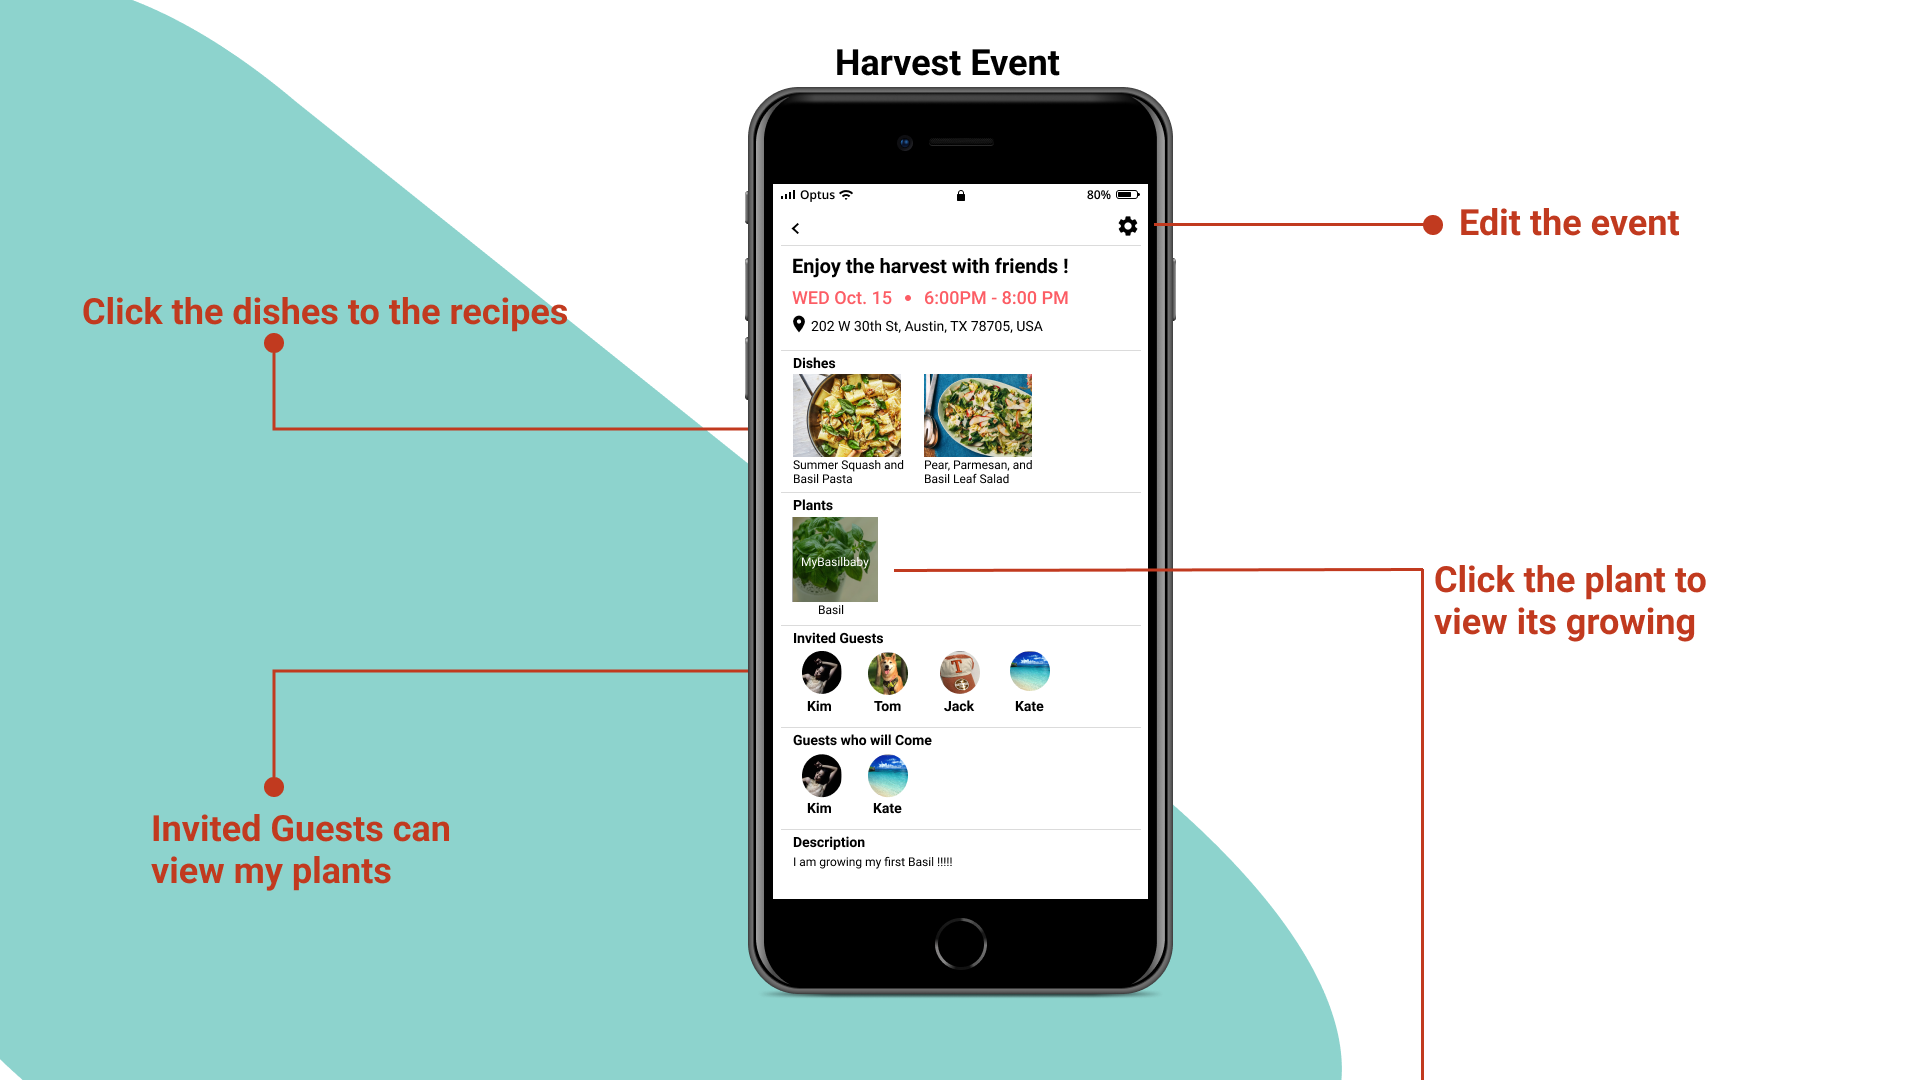 Harvest Event
Optus
80%
Edit the event
Enjoy the harvest with friends !
WED Oct. 15 • 6:00PM - 8:00 PM
202 W 30th St, Austin, TX 78705, USA
Click the dishes to the recipes
Dishes
Summer Squash and
Basil Pasta
Pear, Parmesan, and
Basil Leaf Salad
Plants
MyBasilbaby
Basil
Click the plant to
view its growing
Invited Guests
T
Kim
Tom
Jack
Kate
Guests who will Come
Kim
Kate
Invited Guests can
view my plants
Description
I am growing my first Basil !!!!!